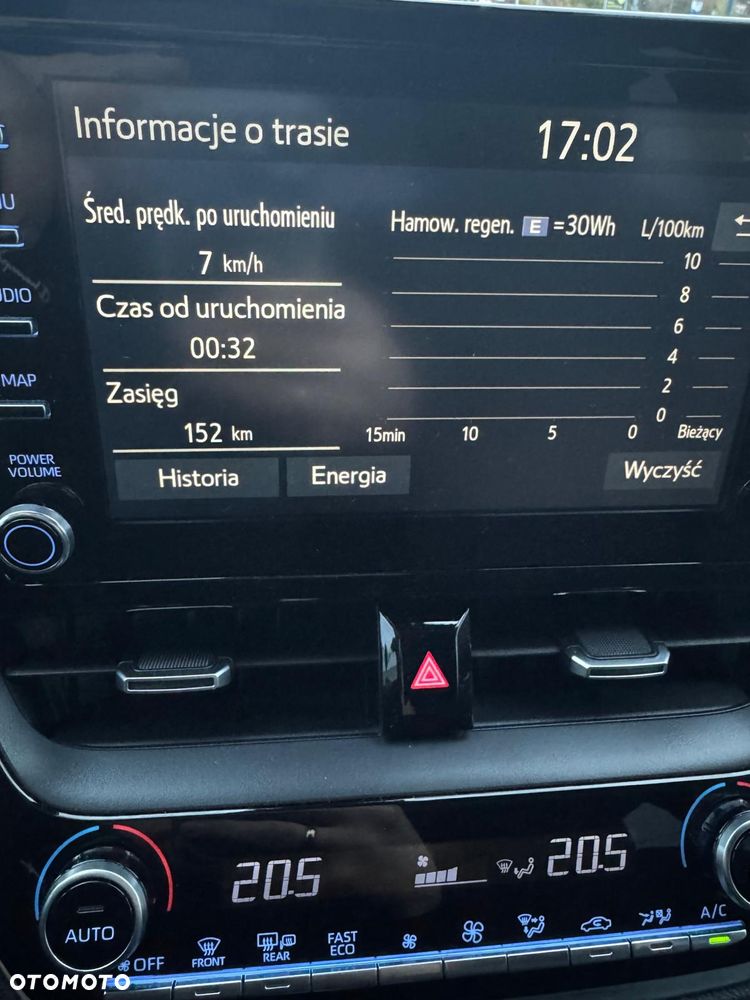 Informacje o trasie
17:02
Śred. prędk. po uruchomieniu
7 km/h
Czas od uruchomienia
00:32
Zasięg
152 km
Hamow. regen. E =30Wh L/100km
10
8
6
4
2
0
15min 10 5 0 Bieżący
Historia
Energia
Wyczyść
MAP
POWER
VOLUME
20.5
20.5
AUTO
OFF
FRONT
REAR
FAST
ECO
A/C
OTOMOTO